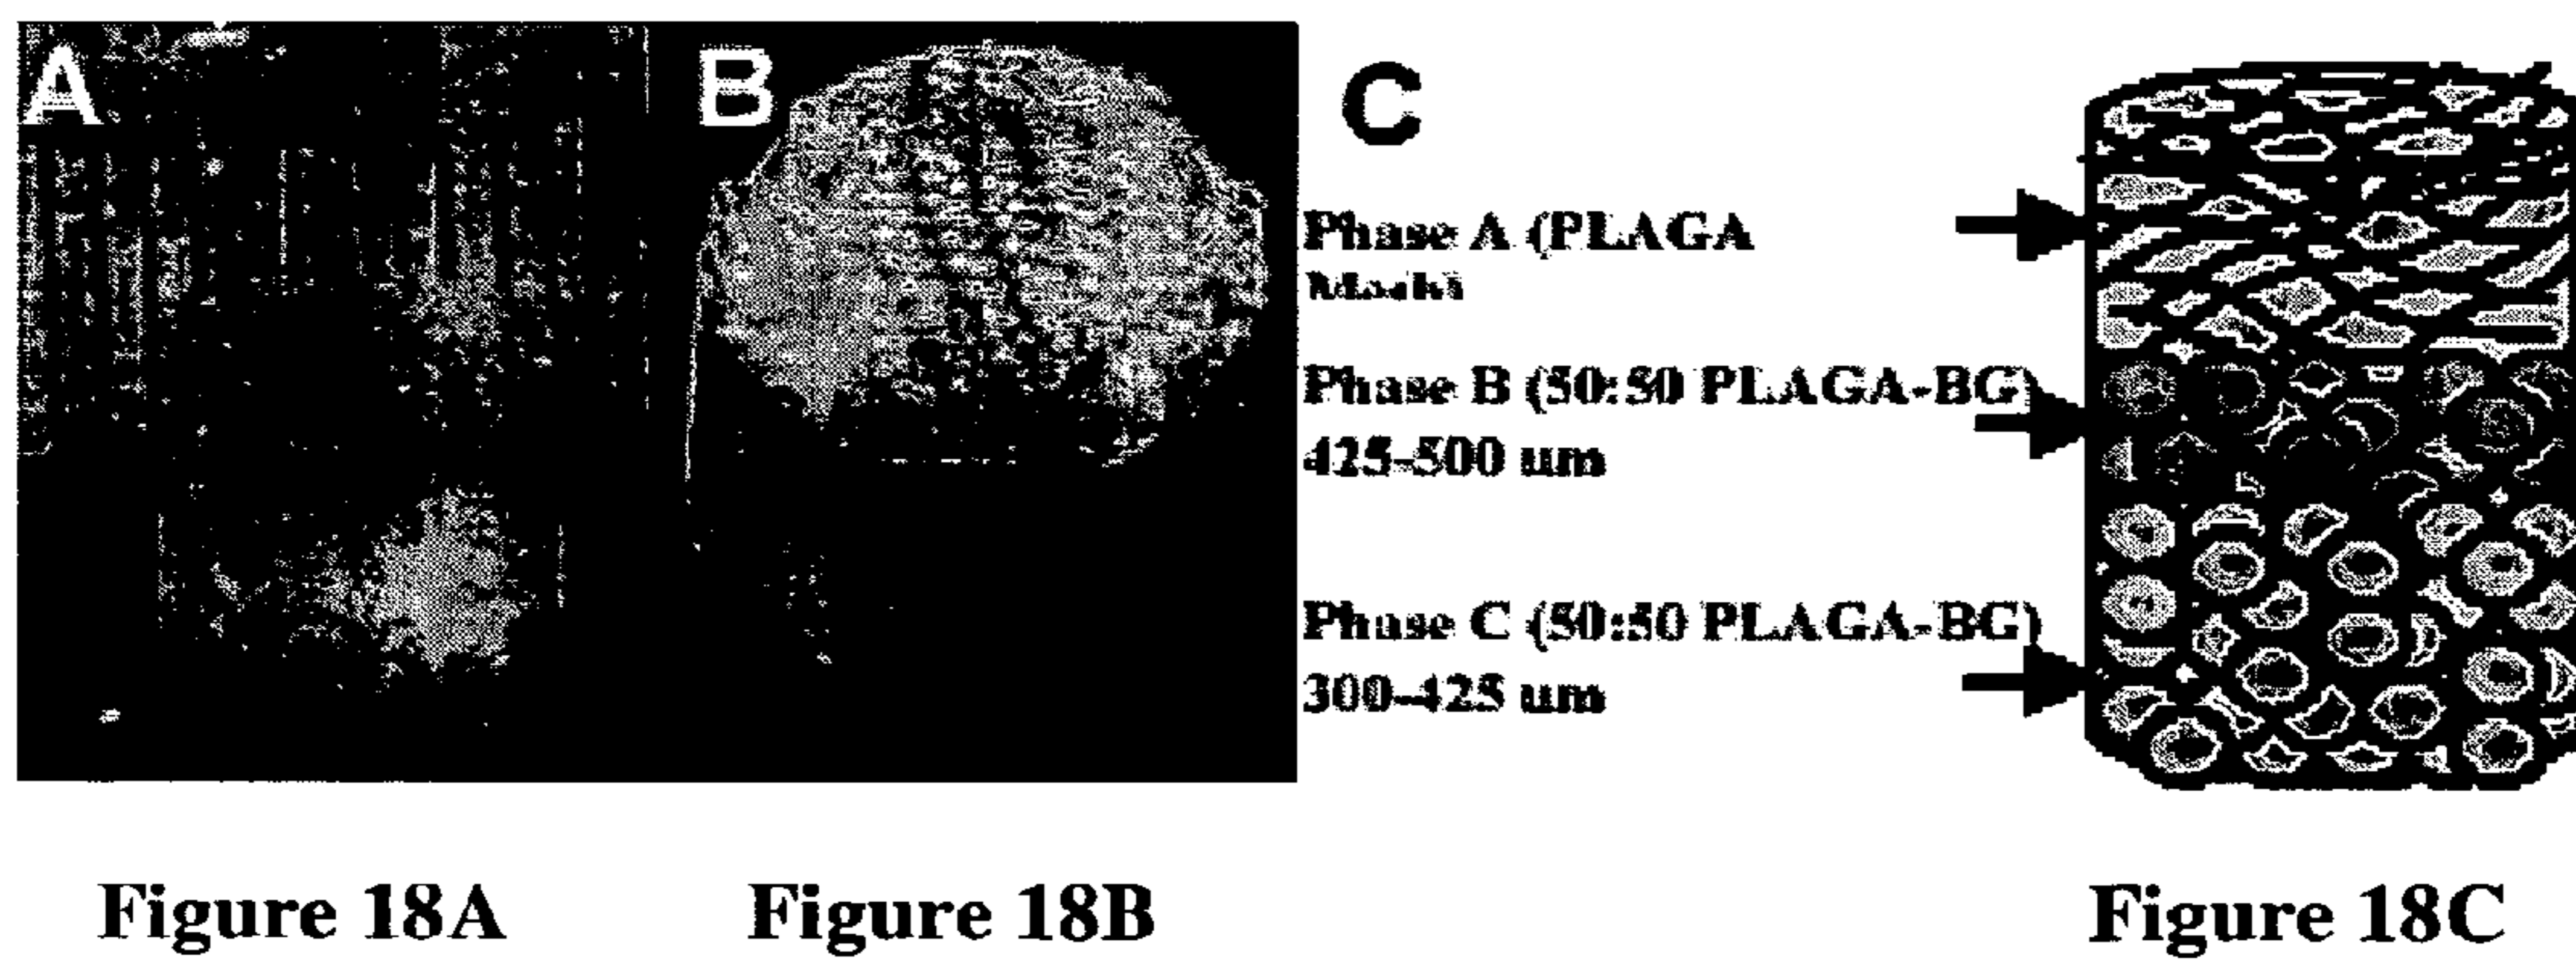 A
B
C
Phase A (PLAGA
Phase B (50:50 PLAGA-BG)
425-500 um
Phase C (50:50 PLAGA-BG)
300-425 um
Figure 18A
Figure 18B
Figure 18C